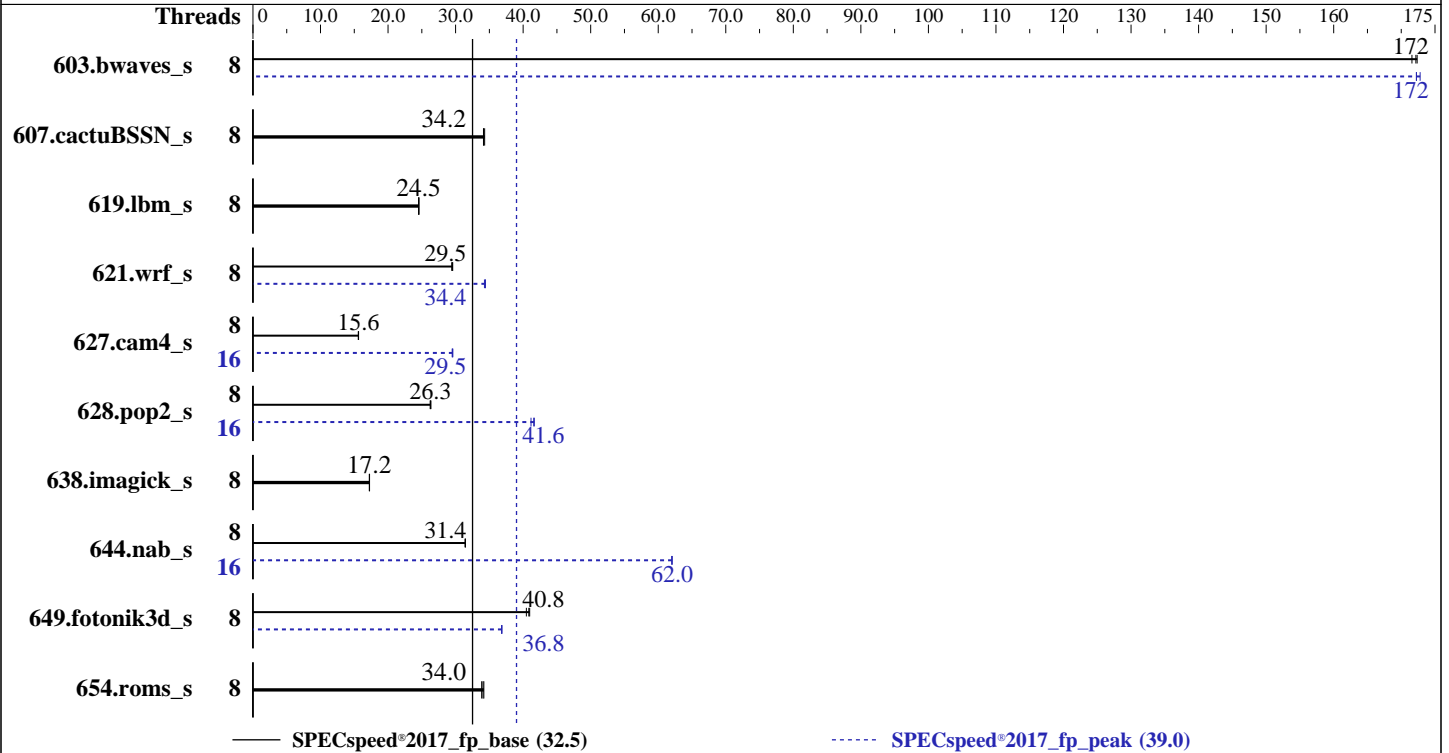 Threads 0 10.0 20.0 30.0 40.0 50.0 60.0 70.0 80.0 90.0 100 110 120 130 140 150 160 175
172
603.bwaves_s 8
172
34.2
607.cactuBSSN_s 8
24.5
619.lbm_s 8
29.5
621.wrf_s 8
34.4
8 15.6
627.cam4_s
16 29.5
8 26.3
628.pop2_s
16 41.6
17.2
638.imagick_s 8
8 31.4
644.nab_s
16 62.0
40.8
649.fotonik3d_s 8
36.8
34.0
654.roms_s 8
SPECspeed®2017_fp_base (32.5) SPECspeed®2017_fp_peak (39.0)